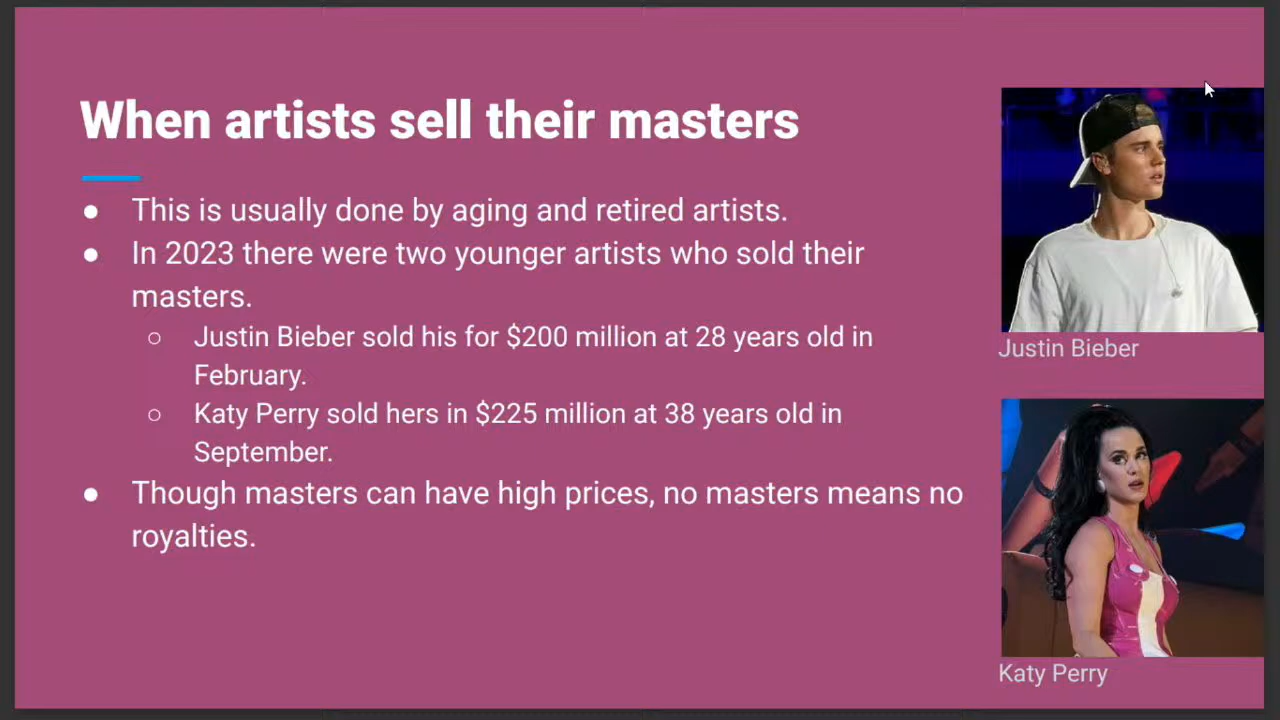 When artists sell their masters
● This is usually done by aging and retired artists.
● In 2023 there were two younger artists who sold their
masters.
○ Justin Bieber sold his for $200 million at 28 years old in
February.
○ Katy Perry sold hers in $225 million at 38 years old in
September.
● Though masters can have high prices, no masters means no
royalties.
Justin Bieber
Katy Perry